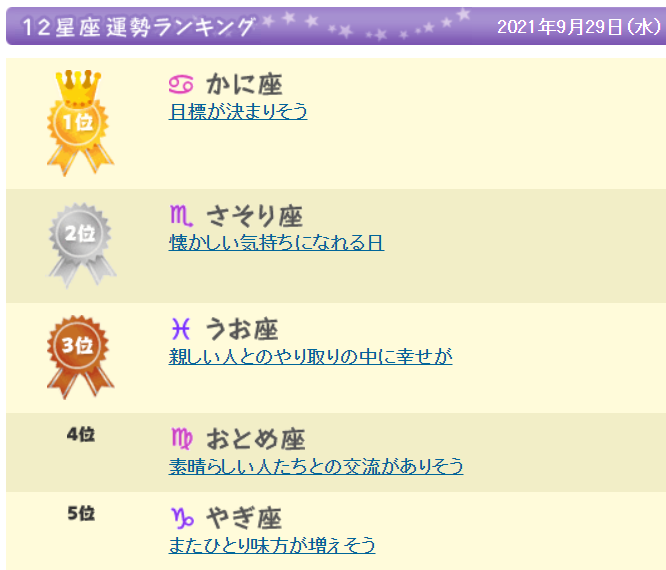 12星座運勢ランキング 2021年9月29日(水)
1位 かに座
目標が決まりそう
2位 さそり座
懐かしい気持ちになれる日
3位 うお座
親しい人とのやり取りの中に幸せが
4位 おとめ座
素晴らしい人たちとの交流がありそう
5位 やぎ座
またひとり味方が増えそう